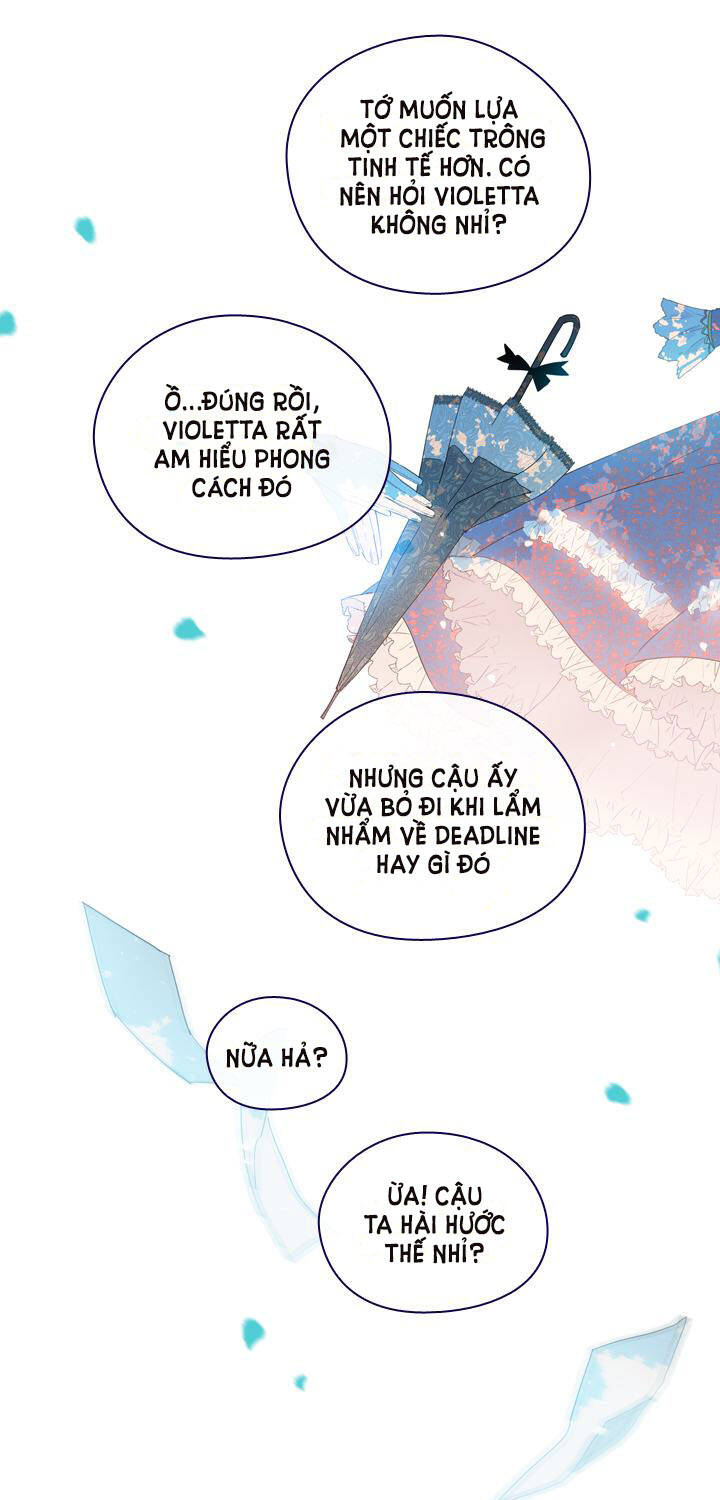 TỚ MUỐN LỰA
MỘT CHIẾC TRÔNG
TINH TẾ HƠN. CÓ
NÊN HỎI VIOLETTA
KHÔNG NHỈ?
Ồ...ĐÚNG RỒI,
VIOLETTA RẤT
AM HIỂU PHONG
CÁCH ĐÓ
NHƯNG CẬU ẤY
VỪA BỎ ĐI KHI LẨM
NHẨM VỀ DEADLINE
HAY GÌ ĐÓ
NỮA HẢ?
ỪA! CẬU
TA HÀI HƯỚC
THẾ NHỈ?